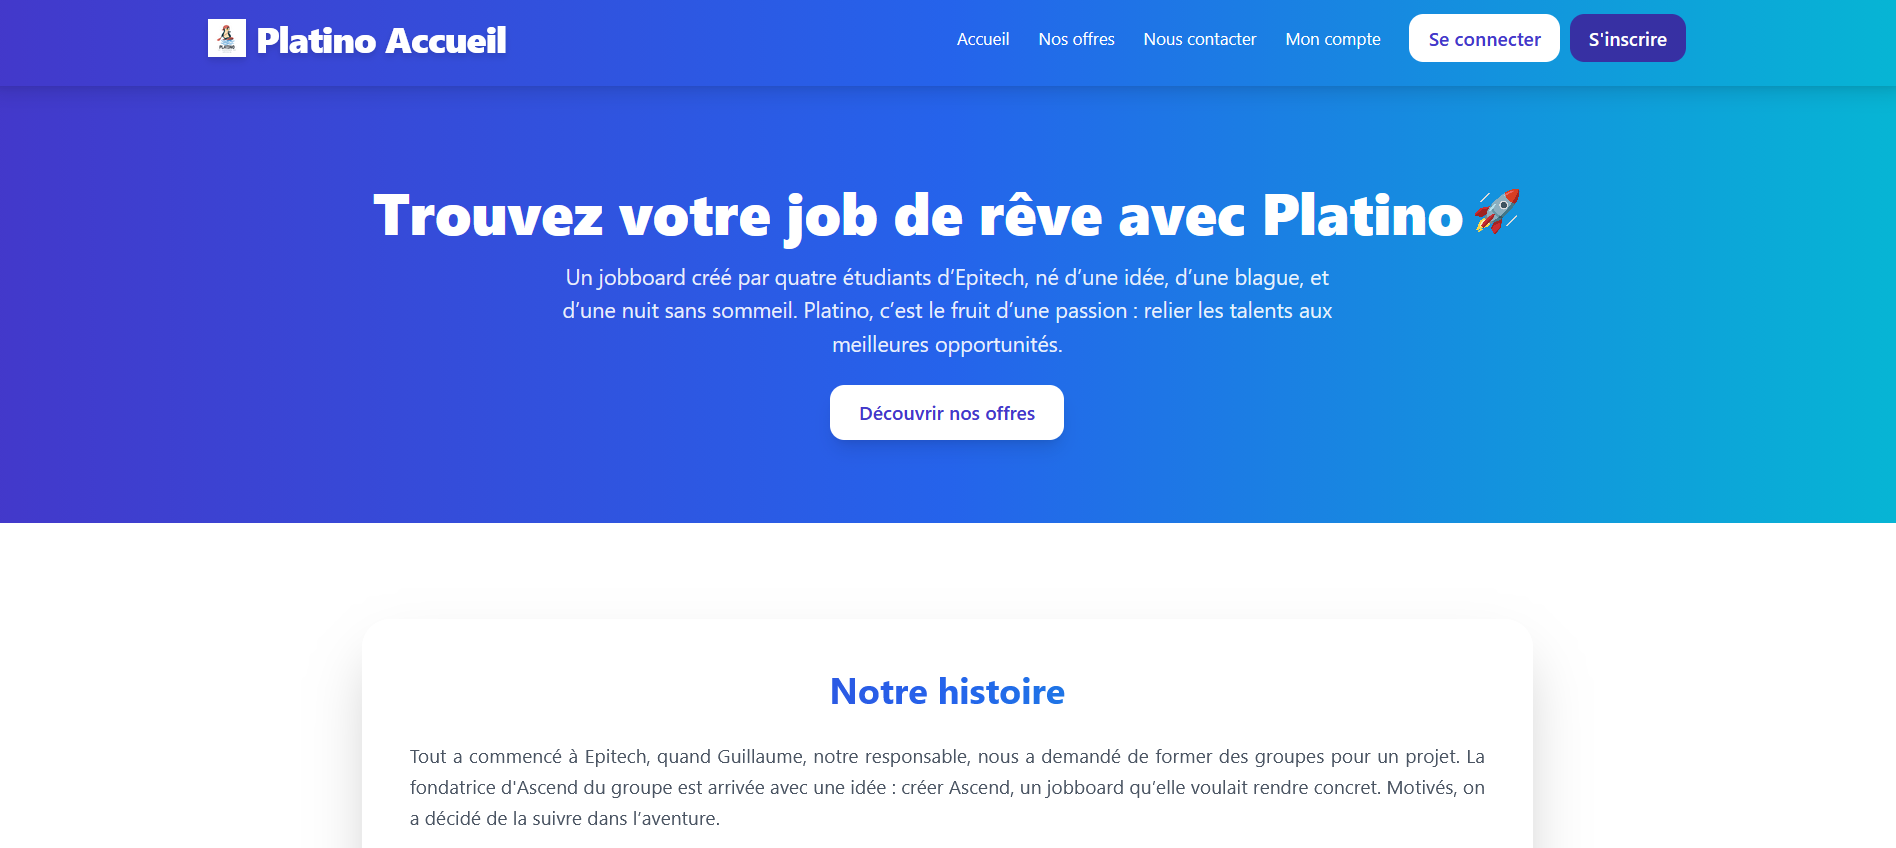 PLATINO
Platino Accueil
Accueil
Nos offres
Nous contacter
Mon compte
Se connecter
S'inscrire
Trouvez votre job de rêve avec Platino 🚀
Un jobboard créé par quatre étudiants d’Epitech, né d’une idée, d’une blague, et
d’une nuit sans sommeil. Platino, c’est le fruit d’une passion : relier les talents aux
meilleures opportunités.
Découvrir nos offres
Notre histoire
Tout a commencé à Epitech, quand Guillaume, notre responsable, nous a demandé de former des groupes pour un projet. La
fondatrice d'Ascend du groupe est arrivée avec une idée : créer Ascend, un jobboard qu’elle voulait rendre concret. Motivés, on
a décidé de la suivre dans l’aventure.